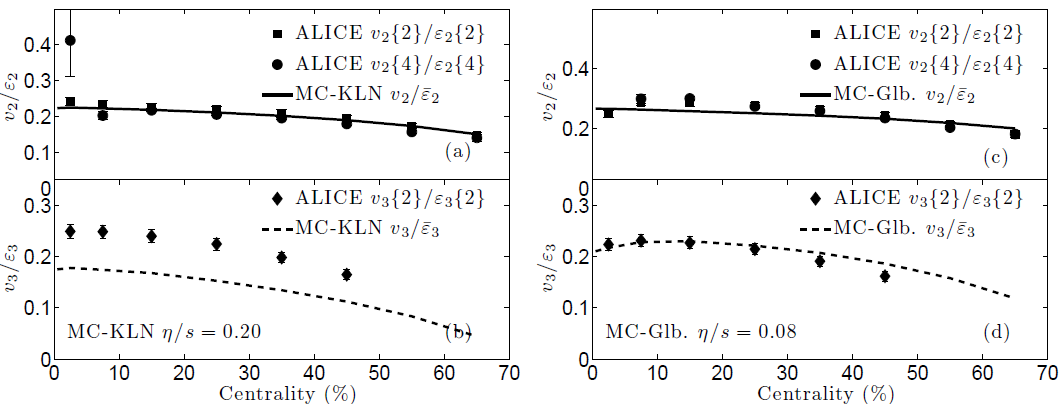 ALICE v₂{2}/ε₂{2}
ALICE v₂{4}/ε₂{4}
MC-KLN v₂/ε̄₂
v₂/ε₂
0.4
0.3
0.2
0.1
0
(a)
ALICE v₃{2}/ε₃{2}
MC-KLN v₃/ε̄₃
v₃/ε₃
0.3
0.2
0.1
0
MC-KLN η/s = 0.20
(b)
0 10 20 30 40 50 60 70
Centrality (%)
ALICE v₂{2}/ε₂{2}
ALICE v₂{4}/ε₂{4}
MC-Glb. v₂/ε̄₂
v₂/ε₂
0.4
0.2
0
(c)
ALICE v₃{2}/ε₃{2}
MC-Glb. v₃/ε̄₃
v₃/ε₃
0.3
0.2
0.1
0
MC-Glb. η/s = 0.08
(d)
0 10 20 30 40 50 60 70
Centrality (%)